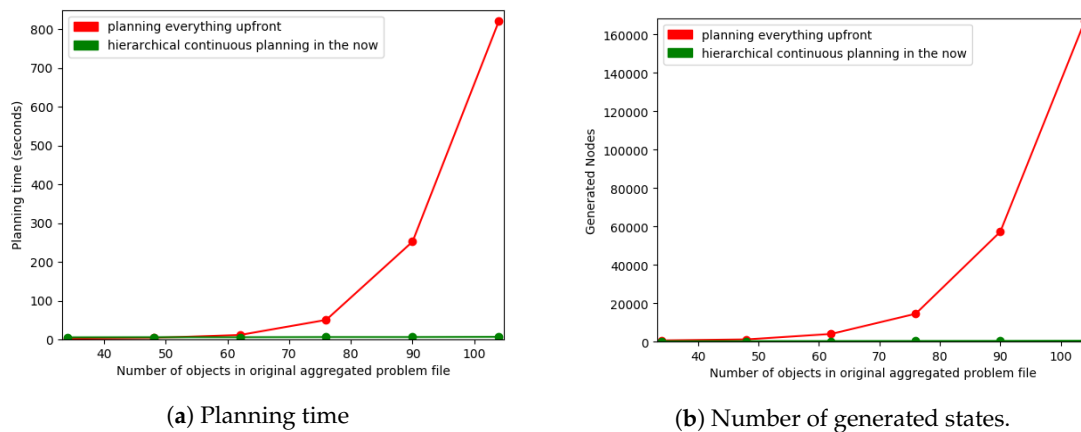 planning everything upfront
hierarchical continuous planning in the now
800
700
600
500
400
300
200
100
0
Planning time (seconds)
40 50 60 70 80 90 100
Number of objects in original aggregated problem file
(a) Planning time
planning everything upfront
hierarchical continuous planning in the now
160000
140000
120000
100000
80000
60000
40000
20000
0
Generated Nodes
40 50 60 70 80 90 100
Number of objects in original aggregated problem file
(b) Number of generated states.